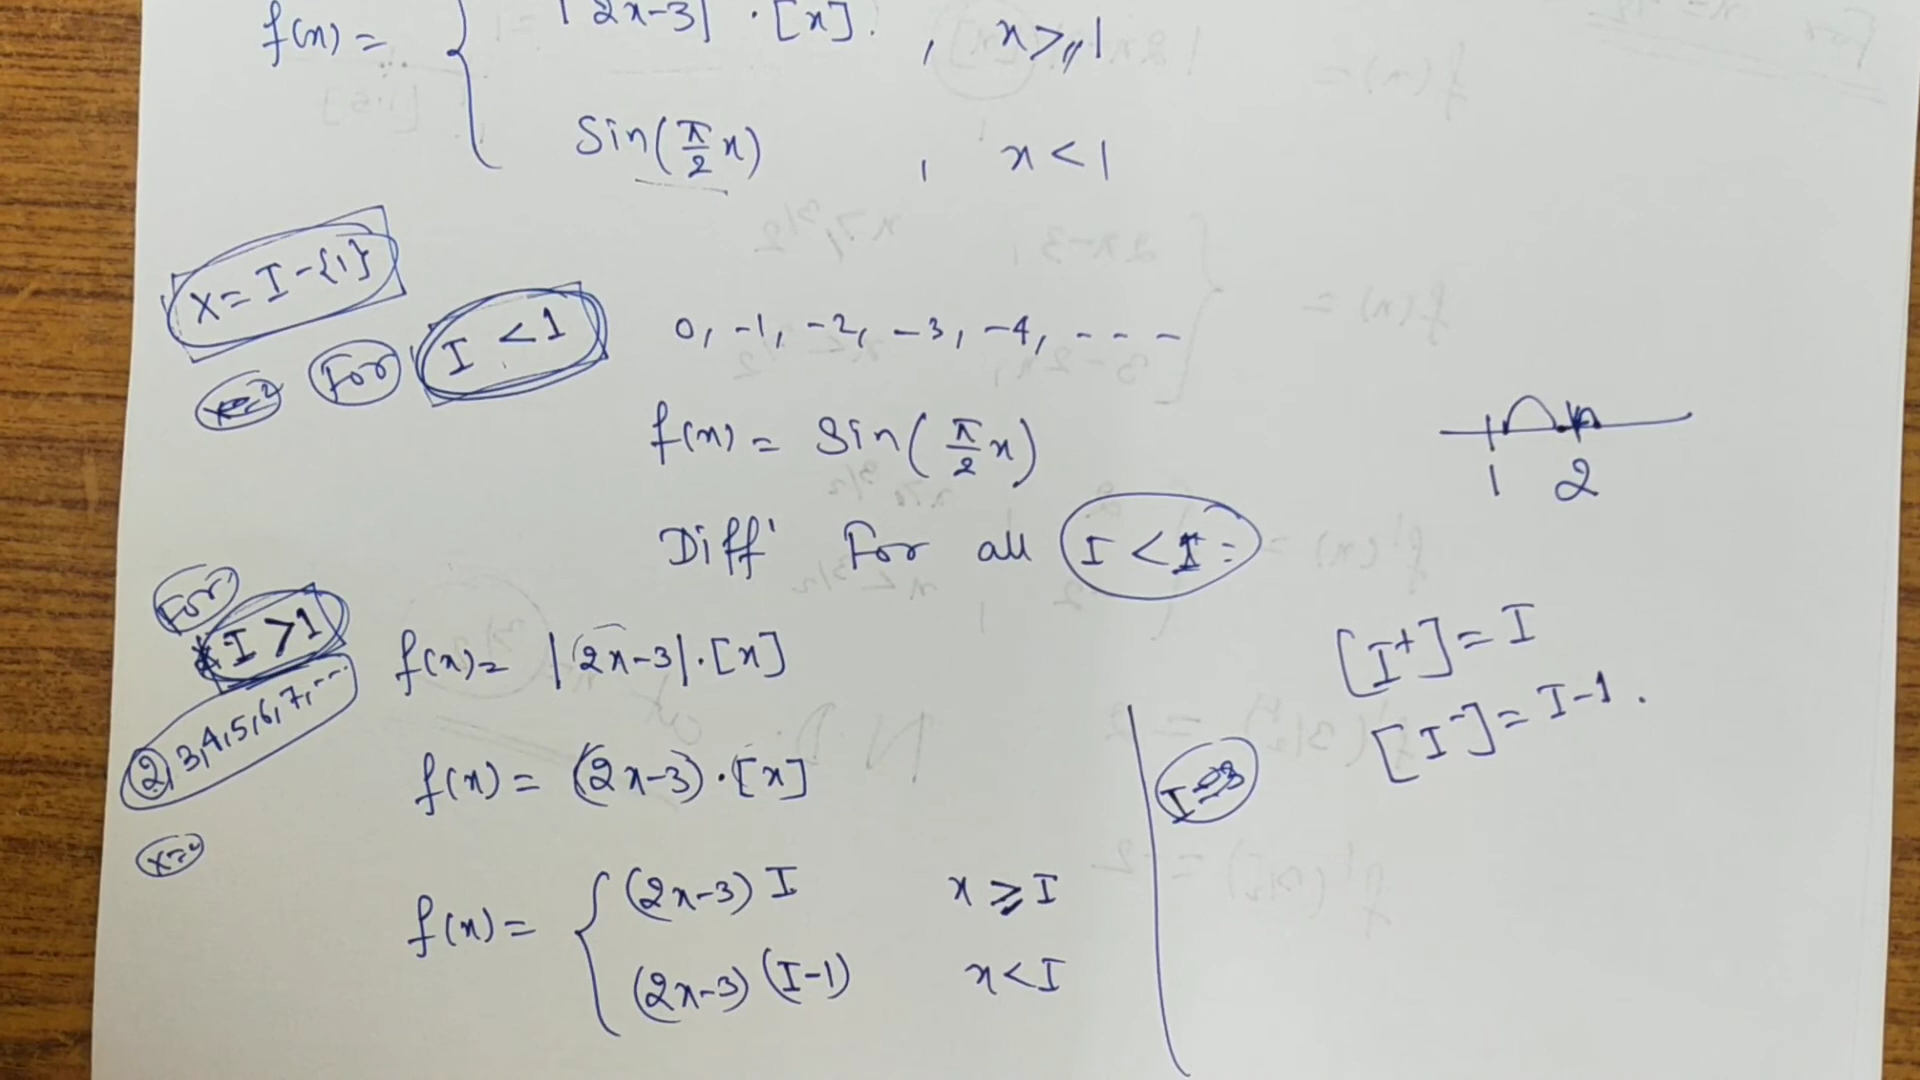 f(x) = { |2x-3| · [x] , x ≥ 1
Sin(π/2 x) , x < 1
X = I - {1}
For I < 1 0, -1, -2, -3, -4, - - -
f(x) = Sin(π/2 x)
1 2
Diff' For all I < I
For I > 1 f(x) = |2x-3| · [x]
2, 3, 4, 5, 6, 7, ---
[I⁺] = I
[I⁻] = I-1 .
f(x) = (2x-3) · [x]
f(x) = { (2x-3) I x ≥ I
(2x-3) (I-1) x < I